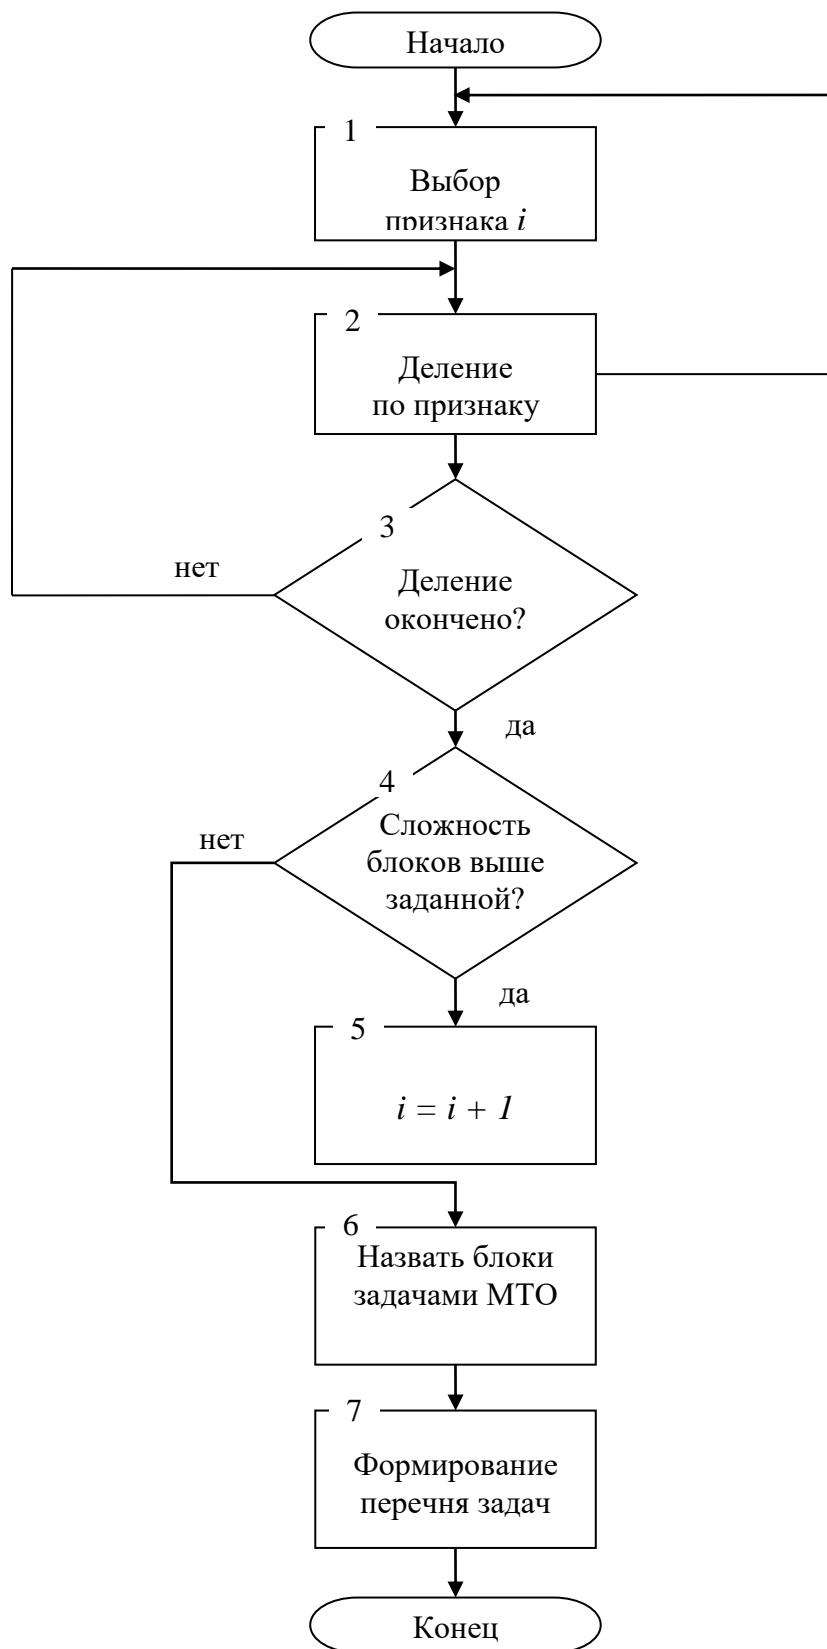 Начало
1
Выбор
признака i
2
Деление
по признаку
3
нет
Деление
окончено?
да
4
нет
Сложность
блоков выше
заданной?
да
5
i = i + 1
6
Назвать блоки
задачами МТО
7
Формирование
перечня задач
Конец